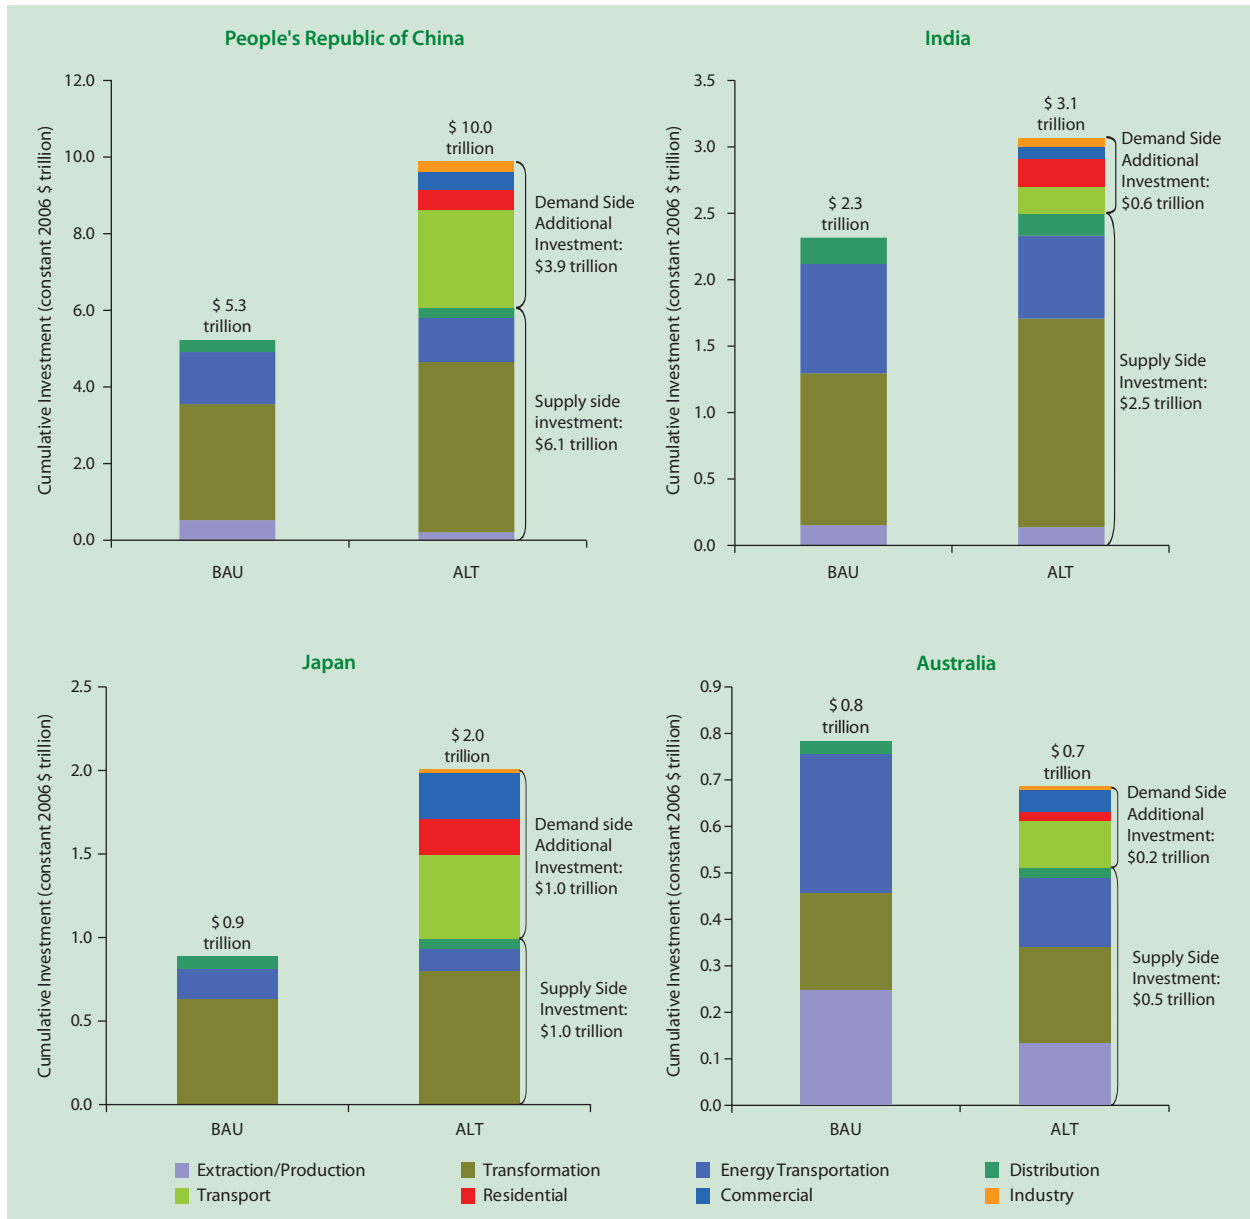 People's Republic of China
Cumulative Investment (constant 2006 $ trillion)
12.0
10.0
8.0
6.0
4.0
2.0
0.0
$ 5.3
trillion
$ 10.0
trillion
Demand Side
Additional
Investment:
$3.9 trillion
Supply side
investment:
$6.1 trillion
BAU
ALT
India
Cumulative Investment (constant 2006 $ trillion)
3.5
3.0
2.5
2.0
1.5
1.0
0.5
0.0
$ 2.3
trillion
$ 3.1
trillion
Demand Side
Additional
Investment:
$0.6 trillion
Supply Side
Investment:
$2.5 trillion
BAU
ALT
Japan
Cumulative Investment (constant 2006 $ trillion)
2.5
2.0
1.5
1.0
0.5
0.0
$ 0.9
trillion
$ 2.0
trillion
Demand side
Additional
Investment:
$1.0 trillion
Supply Side
Investment:
$1.0 trillion
BAU
ALT
Australia
Cumulative Investment (constant 2006 $ trillion)
0.9
0.8
0.7
0.6
0.5
0.4
0.3
0.2
0.1
0.0
$ 0.8
trillion
$ 0.7
trillion
Demand Side
Additional
Investment:
$0.2 trillion
Supply Side
Investment:
$0.5 trillion
BAU
ALT
Extraction/Production
Transformation
Energy Transportation
Distribution
Transport
Residential
Commercial
Industry